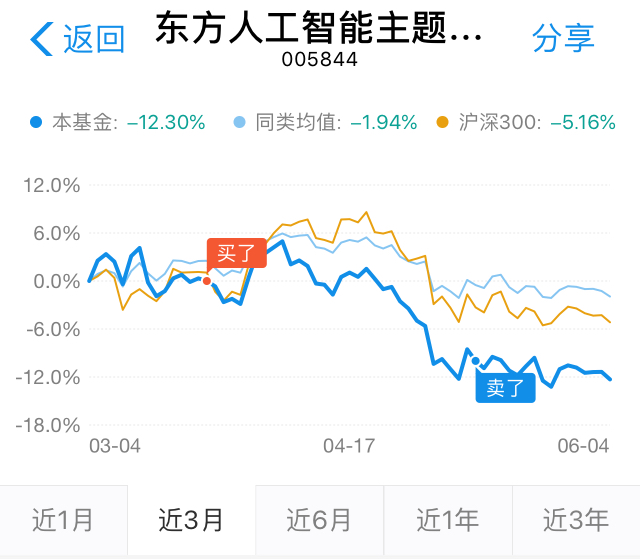 返回
东方人工智能主题...
分享
005844
本基金: −12.30%
同类均值: −1.94%
沪深300: −5.16%
12.0%
6.0%
0.0%
-6.0%
-12.0%
-18.0%
买了
卖了
03-04
04-17
06-04
近1月
近3月
近6月
近1年
近3年